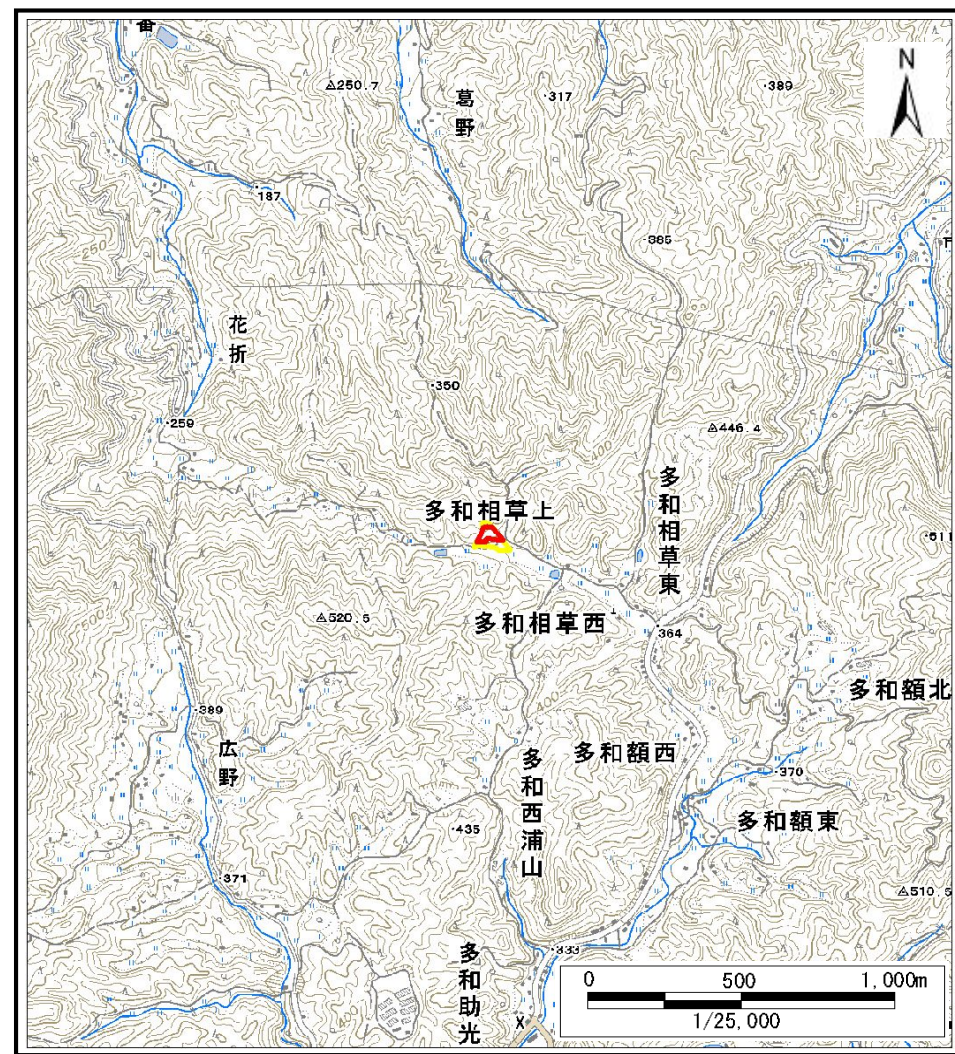 番
N
△250.7
葛野
・317
・389
・187
・385
250
花折
・350
・259
△446.4
多和相草上
多和相草東
・511
△520.5
多和相草西
・364
多和額北
・389
広野
多和額西
多和西浦山
・370
・435
多和額東
・371
△510.5
多和助光
・333
0 500 1,000m
1/25,000